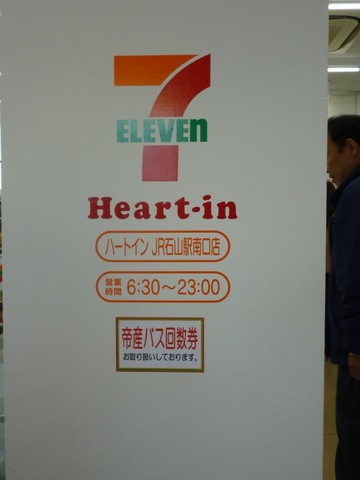 7
ELEVEn
Heart-in
ハートイン JR石山駅南口店
営業時間 6:30〜23:00
帝産バス回数券
お取り扱いしております。